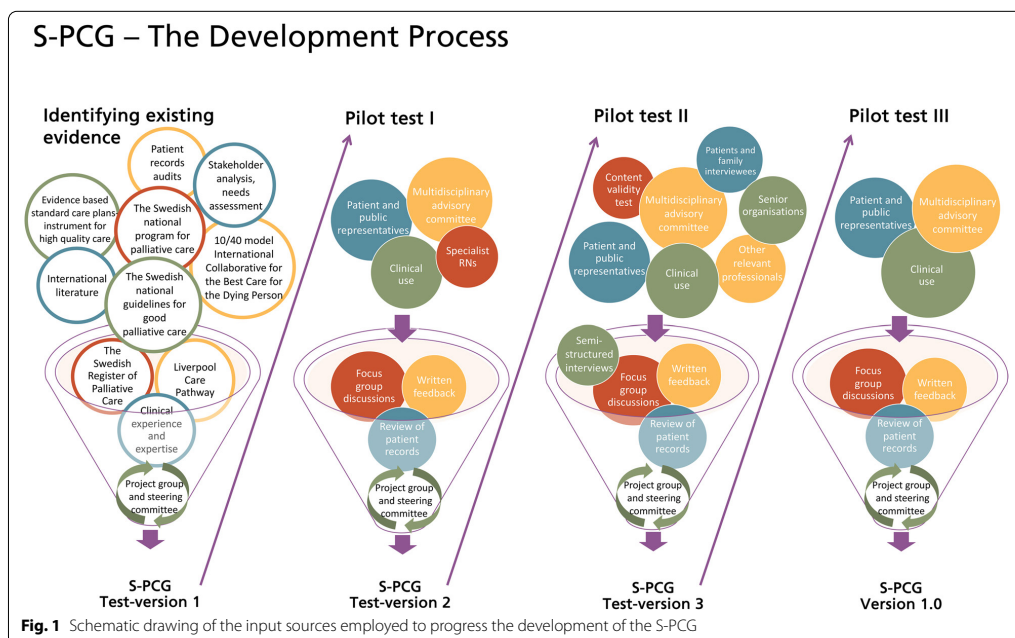 S-PCG – The Development Process
Identifying existing
evidence
Patient
records
audits
Stakeholder
analysis,
needs
assessment
Evidence based
standard care plans-
instrument for
high quality care
The Swedish
national
program for
palliative care
10/40 model
International
Collaborative for
the Best Care for
the Dying Person
International
literature
The Swedish
national
guidelines for
good
palliative care
The
Swedish
Register of
Palliative
Care
Liverpool
Care
Pathway
Clinical
experience
and
expertise
Project group
and steering
committee
S-PCG
Test-version 1
Pilot test I
Patient and
public
representatives
Multidisciplinary
advisory
committee
Specialist
RNs
Clinical
use
Focus
group
discussions
Written
feedback
Review of
patient
records
Project group
and steering
committee
S-PCG
Test-version 2
Pilot test II
Content
validity
test
Patients and
family
interviewees
Multidisciplinary
advisory
committee
Senior
organisations
Patient and
public
representatives
Clinical
use
Other
relevant
professionals
Semi-
structured
interviews
Focus
group
discussions
Written
feedback
Review of
patient
records
Project group
and steering
committee
S-PCG
Test-version 3
Pilot test III
Patient and
public
representatives
Multidisciplinary
advisory
committee
Clinical
use
Focus
group
discussions
Written
feedback
Review of
patient
records
Project group
and steering
committee
S-PCG
Version 1.0
Fig. 1 Schematic drawing of the input sources employed to progress the development of the S-PCG